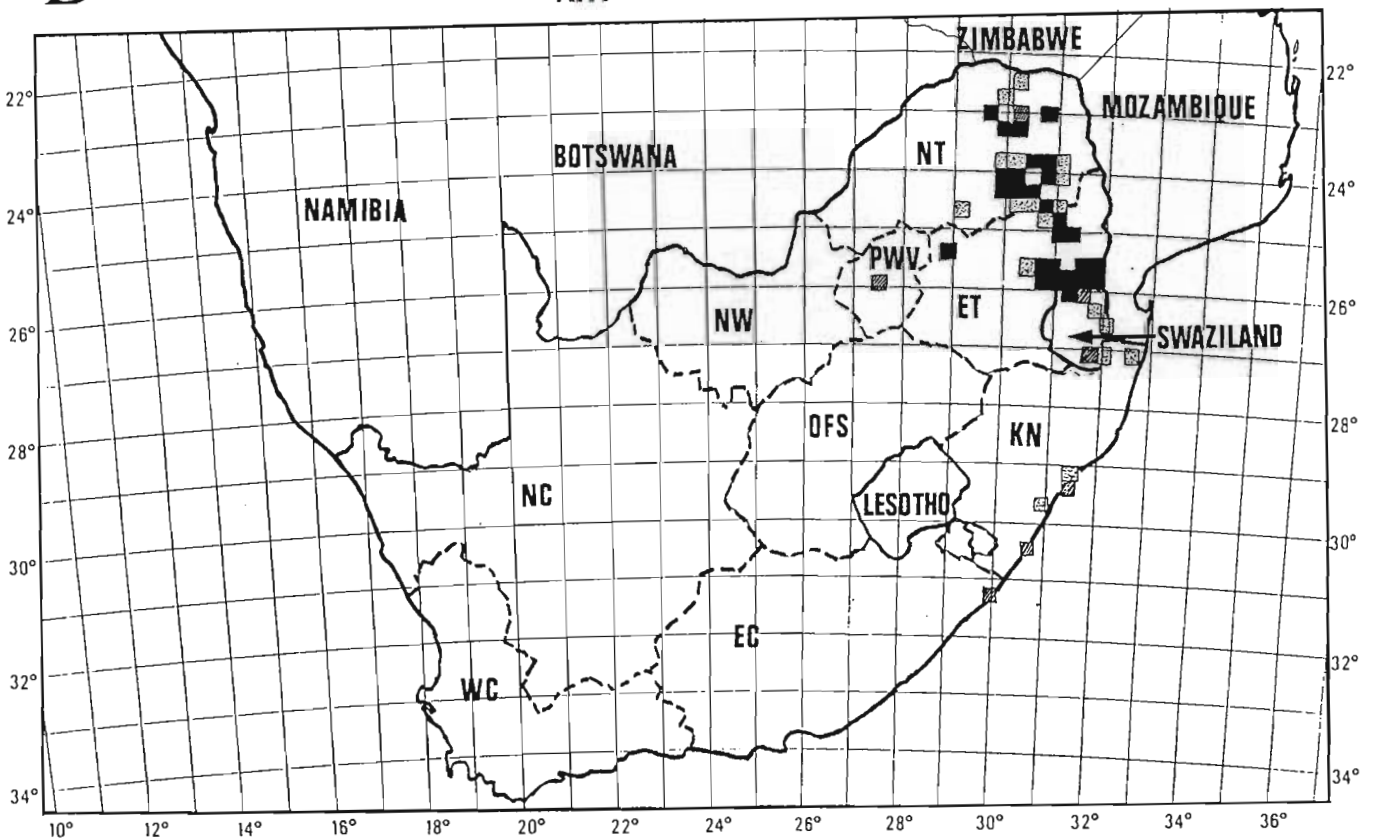 ZIMBABWE
22°
22°
MOZAMBIQUE
BOTSWANA
NT
NAMIBIA
24°
24°
PWV
26°
26°
NW
ET
SWAZILAND
28°
28°
OFS
KN
NC
LESOTHO
30°
30°
EC
32°
32°
WC
34°
34°
10° 12° 14° 16° 18° 20° 22° 24° 26° 28° 30° 32° 34° 36°